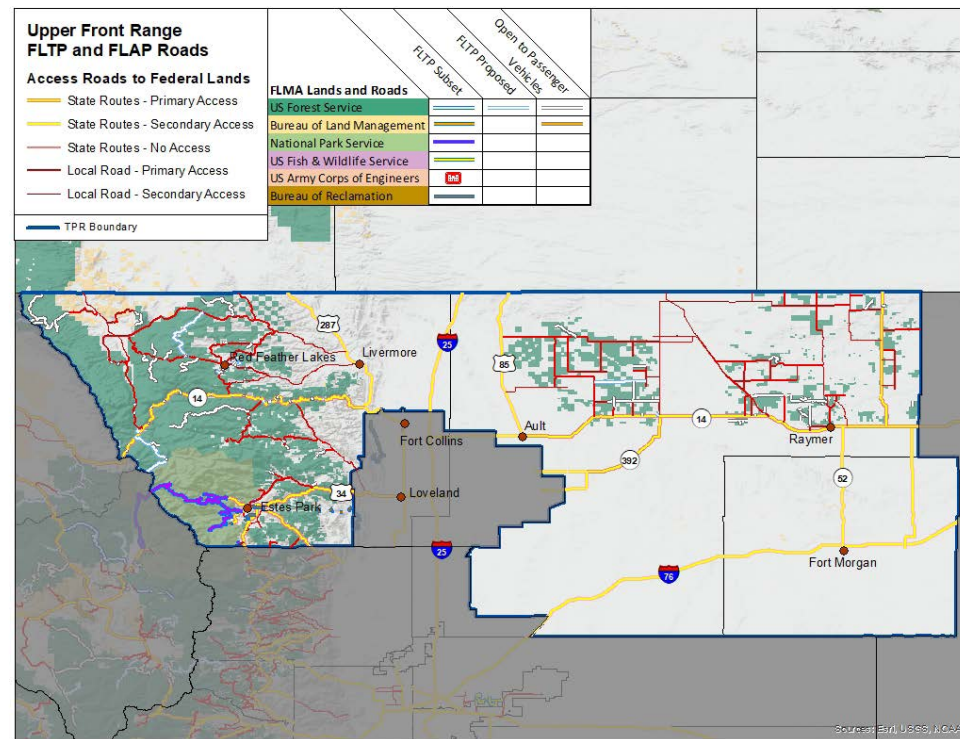 Upper Front Range
FLTP and FLAP Roads
Access Roads to Federal Lands
State Routes - Primary Access
State Routes - Secondary Access
State Routes - No Access
Local Road - Primary Access
Local Road - Secondary Access
TPR Boundary
FLTP Subset
FLTP Proposed
Open to Passenger
Vehicles
FLMA Lands and Roads
US Forest Service
Bureau of Land Management
National Park Service
US Fish & Wildlife Service
US Army Corps of Engineers
Bureau of Reclamation
287
25
85
Livermore
Red Feather Lakes
14
14
Ault
Fort Collins
Raymer
392
34
Loveland
52
Estes Park
25
Fort Morgan
76
Sources: Esri, USGS, NOAA